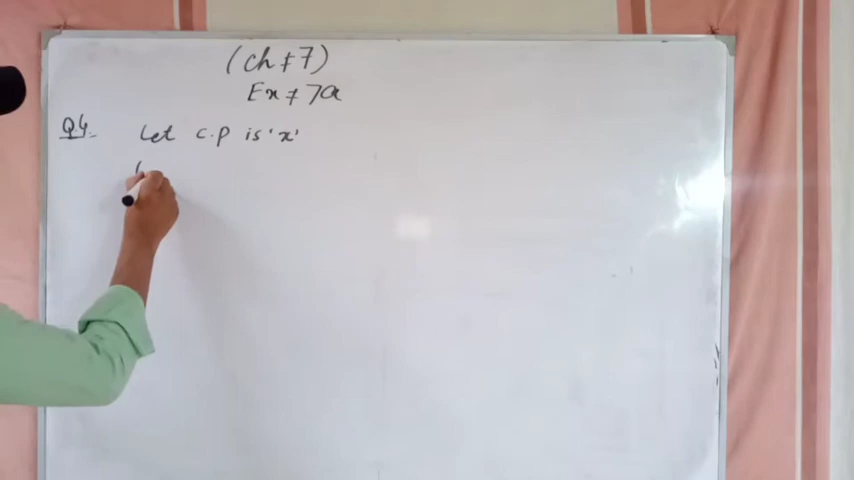 (Ch # 7)
Ex # 7a
Q4. Let C.P is 'x'